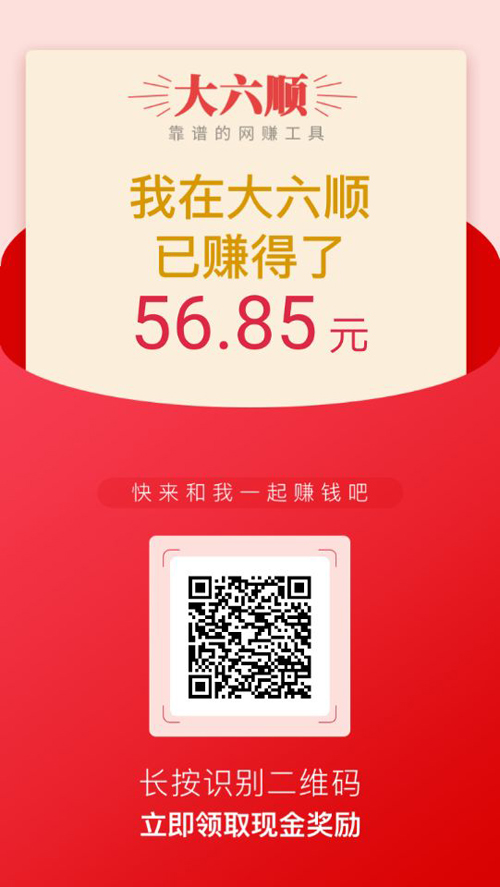 大六顺
靠谱的网赚工具
我在大六顺
已赚得了
56.85 元
快来和我一起赚钱吧
长按识别二维码
立即领取现金奖励